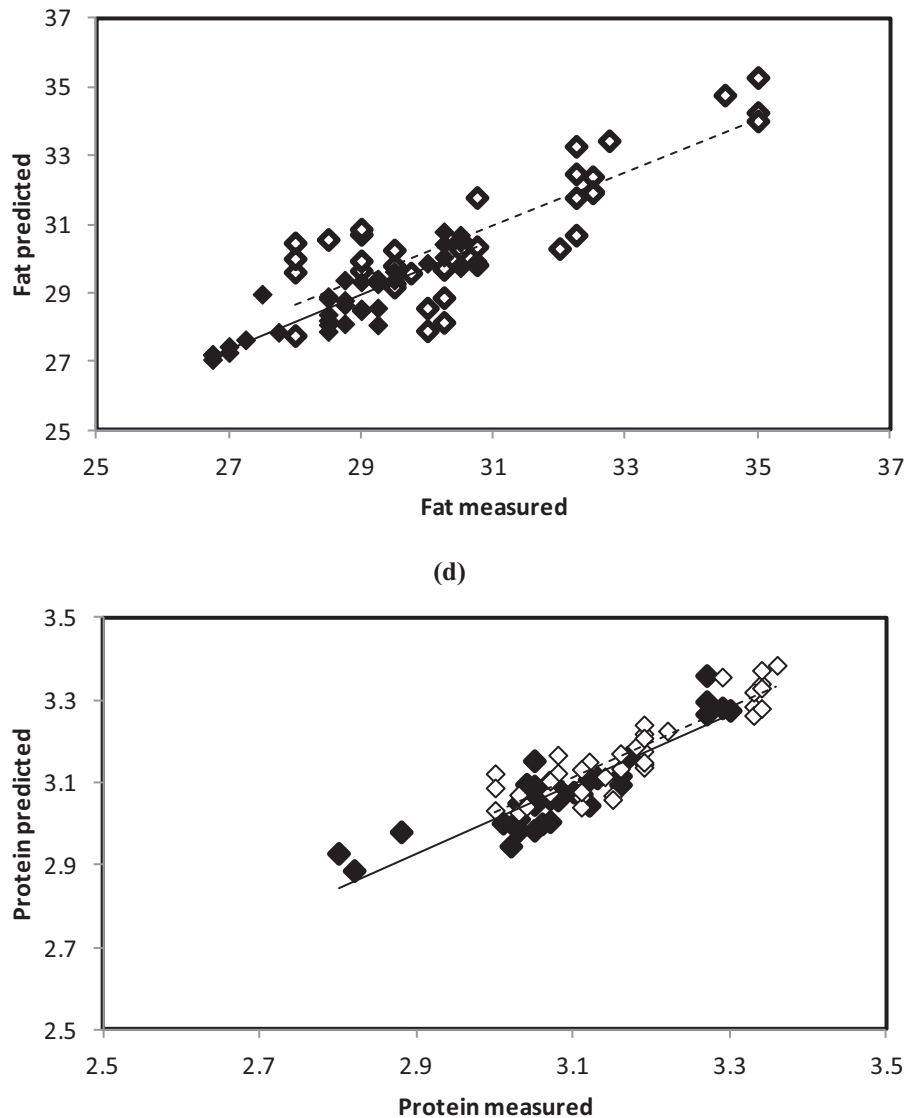 37
35
33
31
29
27
25
Fat predicted
25 27 29 31 33 35 37
Fat measured
(d)
3.5
3.3
3.1
2.9
2.7
2.5
Protein predicted
2.5 2.7 2.9 3.1 3.3 3.5
Protein measured